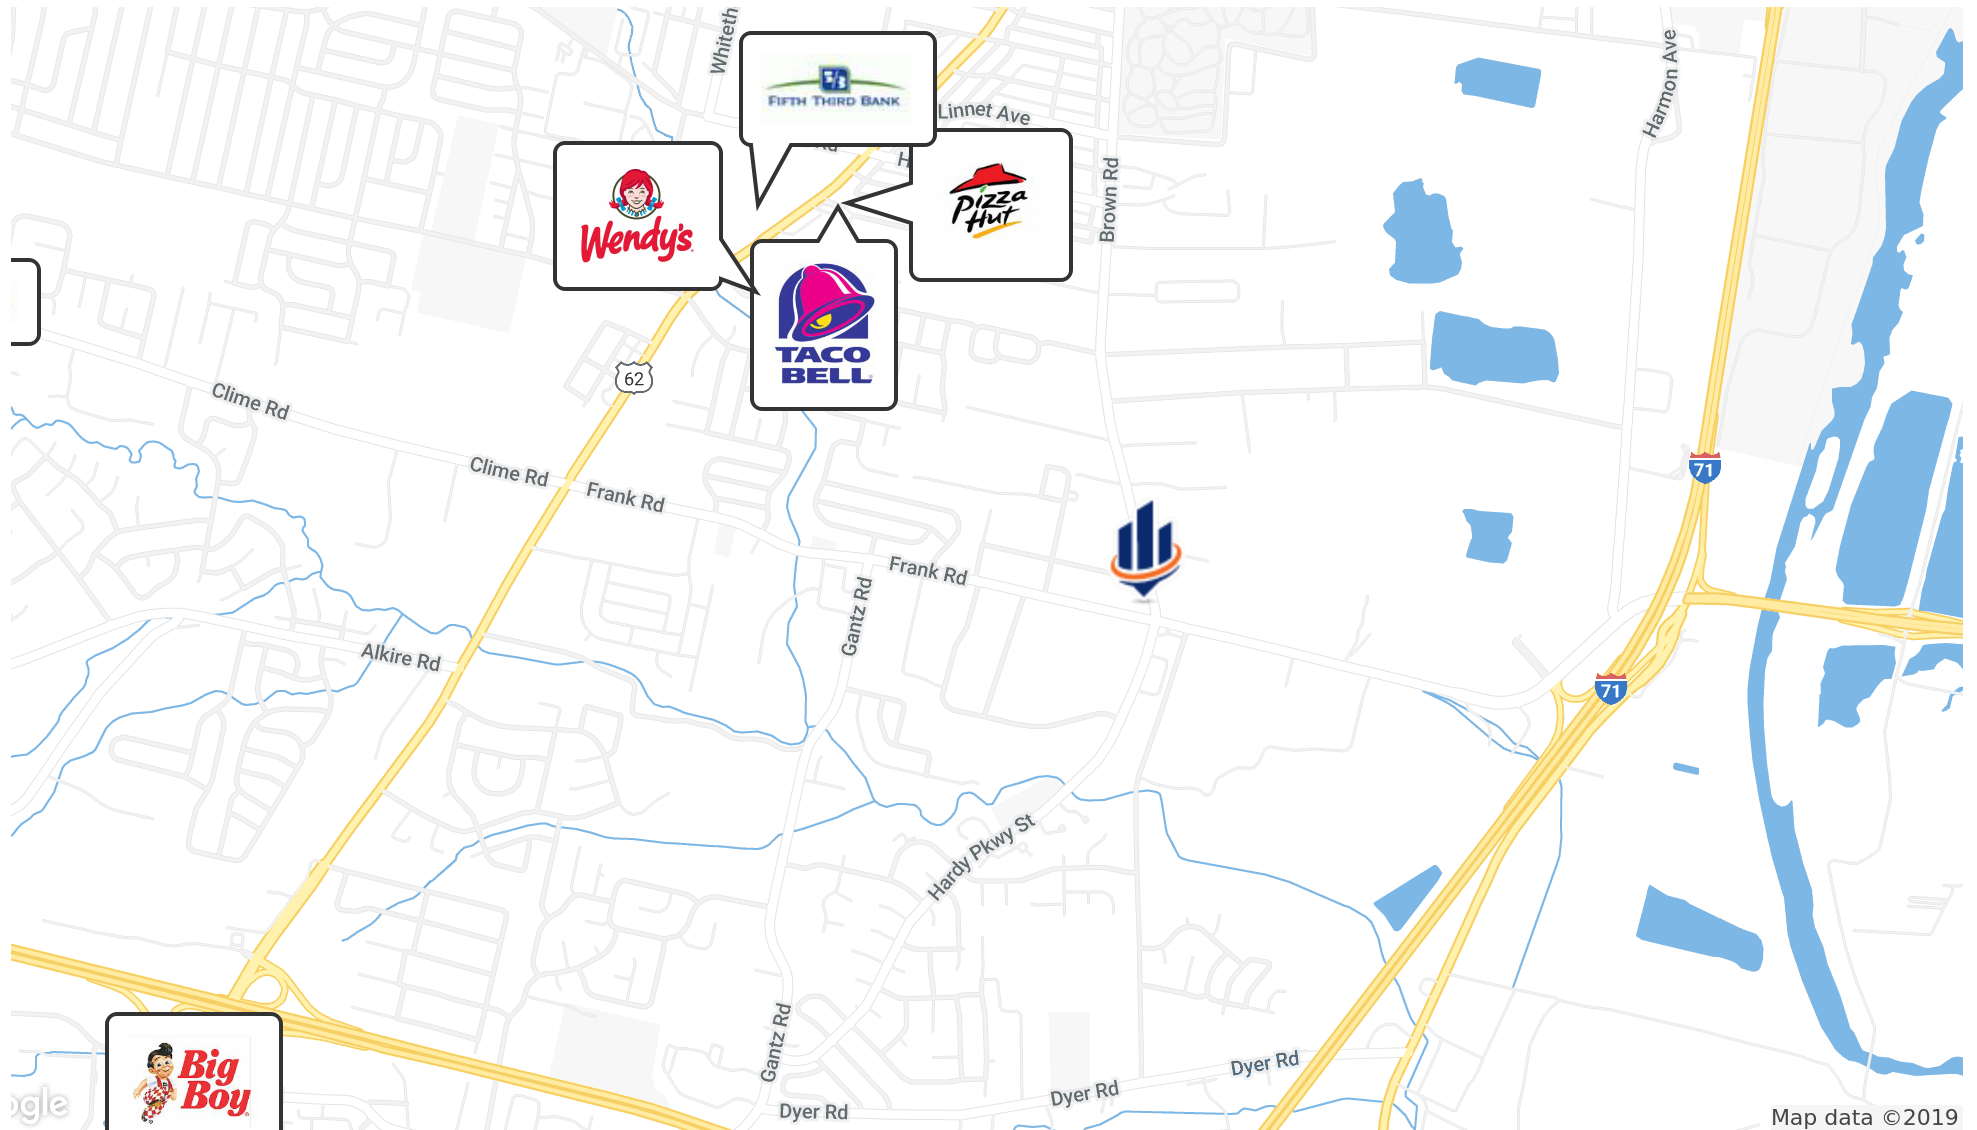 Whiteth
FIFTH THIRD BANK
Linnet Ave
Harmon Ave
Rd
H
Wendy's
Pizza
Hut
Brown Rd
TACO
BELL
62
Clime Rd
Clime Rd
Frank Rd
71
Frank Rd
Gantz Rd
Alkire Rd
71
Hardy Pkwy St
Gantz Rd
Dyer Rd
Big
Boy
Dyer Rd
Dyer Rd
ogle
Map data ©2019